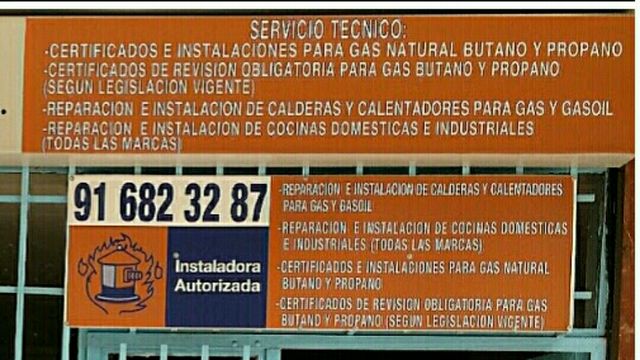 SERVICIO TECNICO:
-CERTIFICADOS E INSTALACIONES PARA GAS NATURAL BUTANO Y PROPANO
-CERTIFICADOS DE REVISION OBLIGATORIA PARA GAS BUTANO Y PROPANO
(SEGUN LEGISLACION VIGENTE)
-REPARACION E INSTALACION DE CALDERAS Y CALENTADORES PARA GAS Y GASOIL
-REPARACION E INSTALACION DE COCINAS DOMESTICAS E INDUSTRIALES
(TODAS LAS MARCAS)
91 682 32 87
Instaladora
Autorizada
-REPARACION E INSTALACION DE CALDERAS Y CALENTADORES
PARA GAS Y GASOIL
-REPARACION E INSTALACION DE COCINAS DOMESTICAS
E INDUSTRIALES (TODAS LAS MARCAS)
-CERTIFICADOS E INSTALACIONES PARA GAS NATURAL
BUTANO Y PROPANO
-CERTIFICADOS DE REVISION OBLIGATORIA PARA GAS
BUTANO Y PROPANO (SEGUN LEGISLACION VIGENTE)